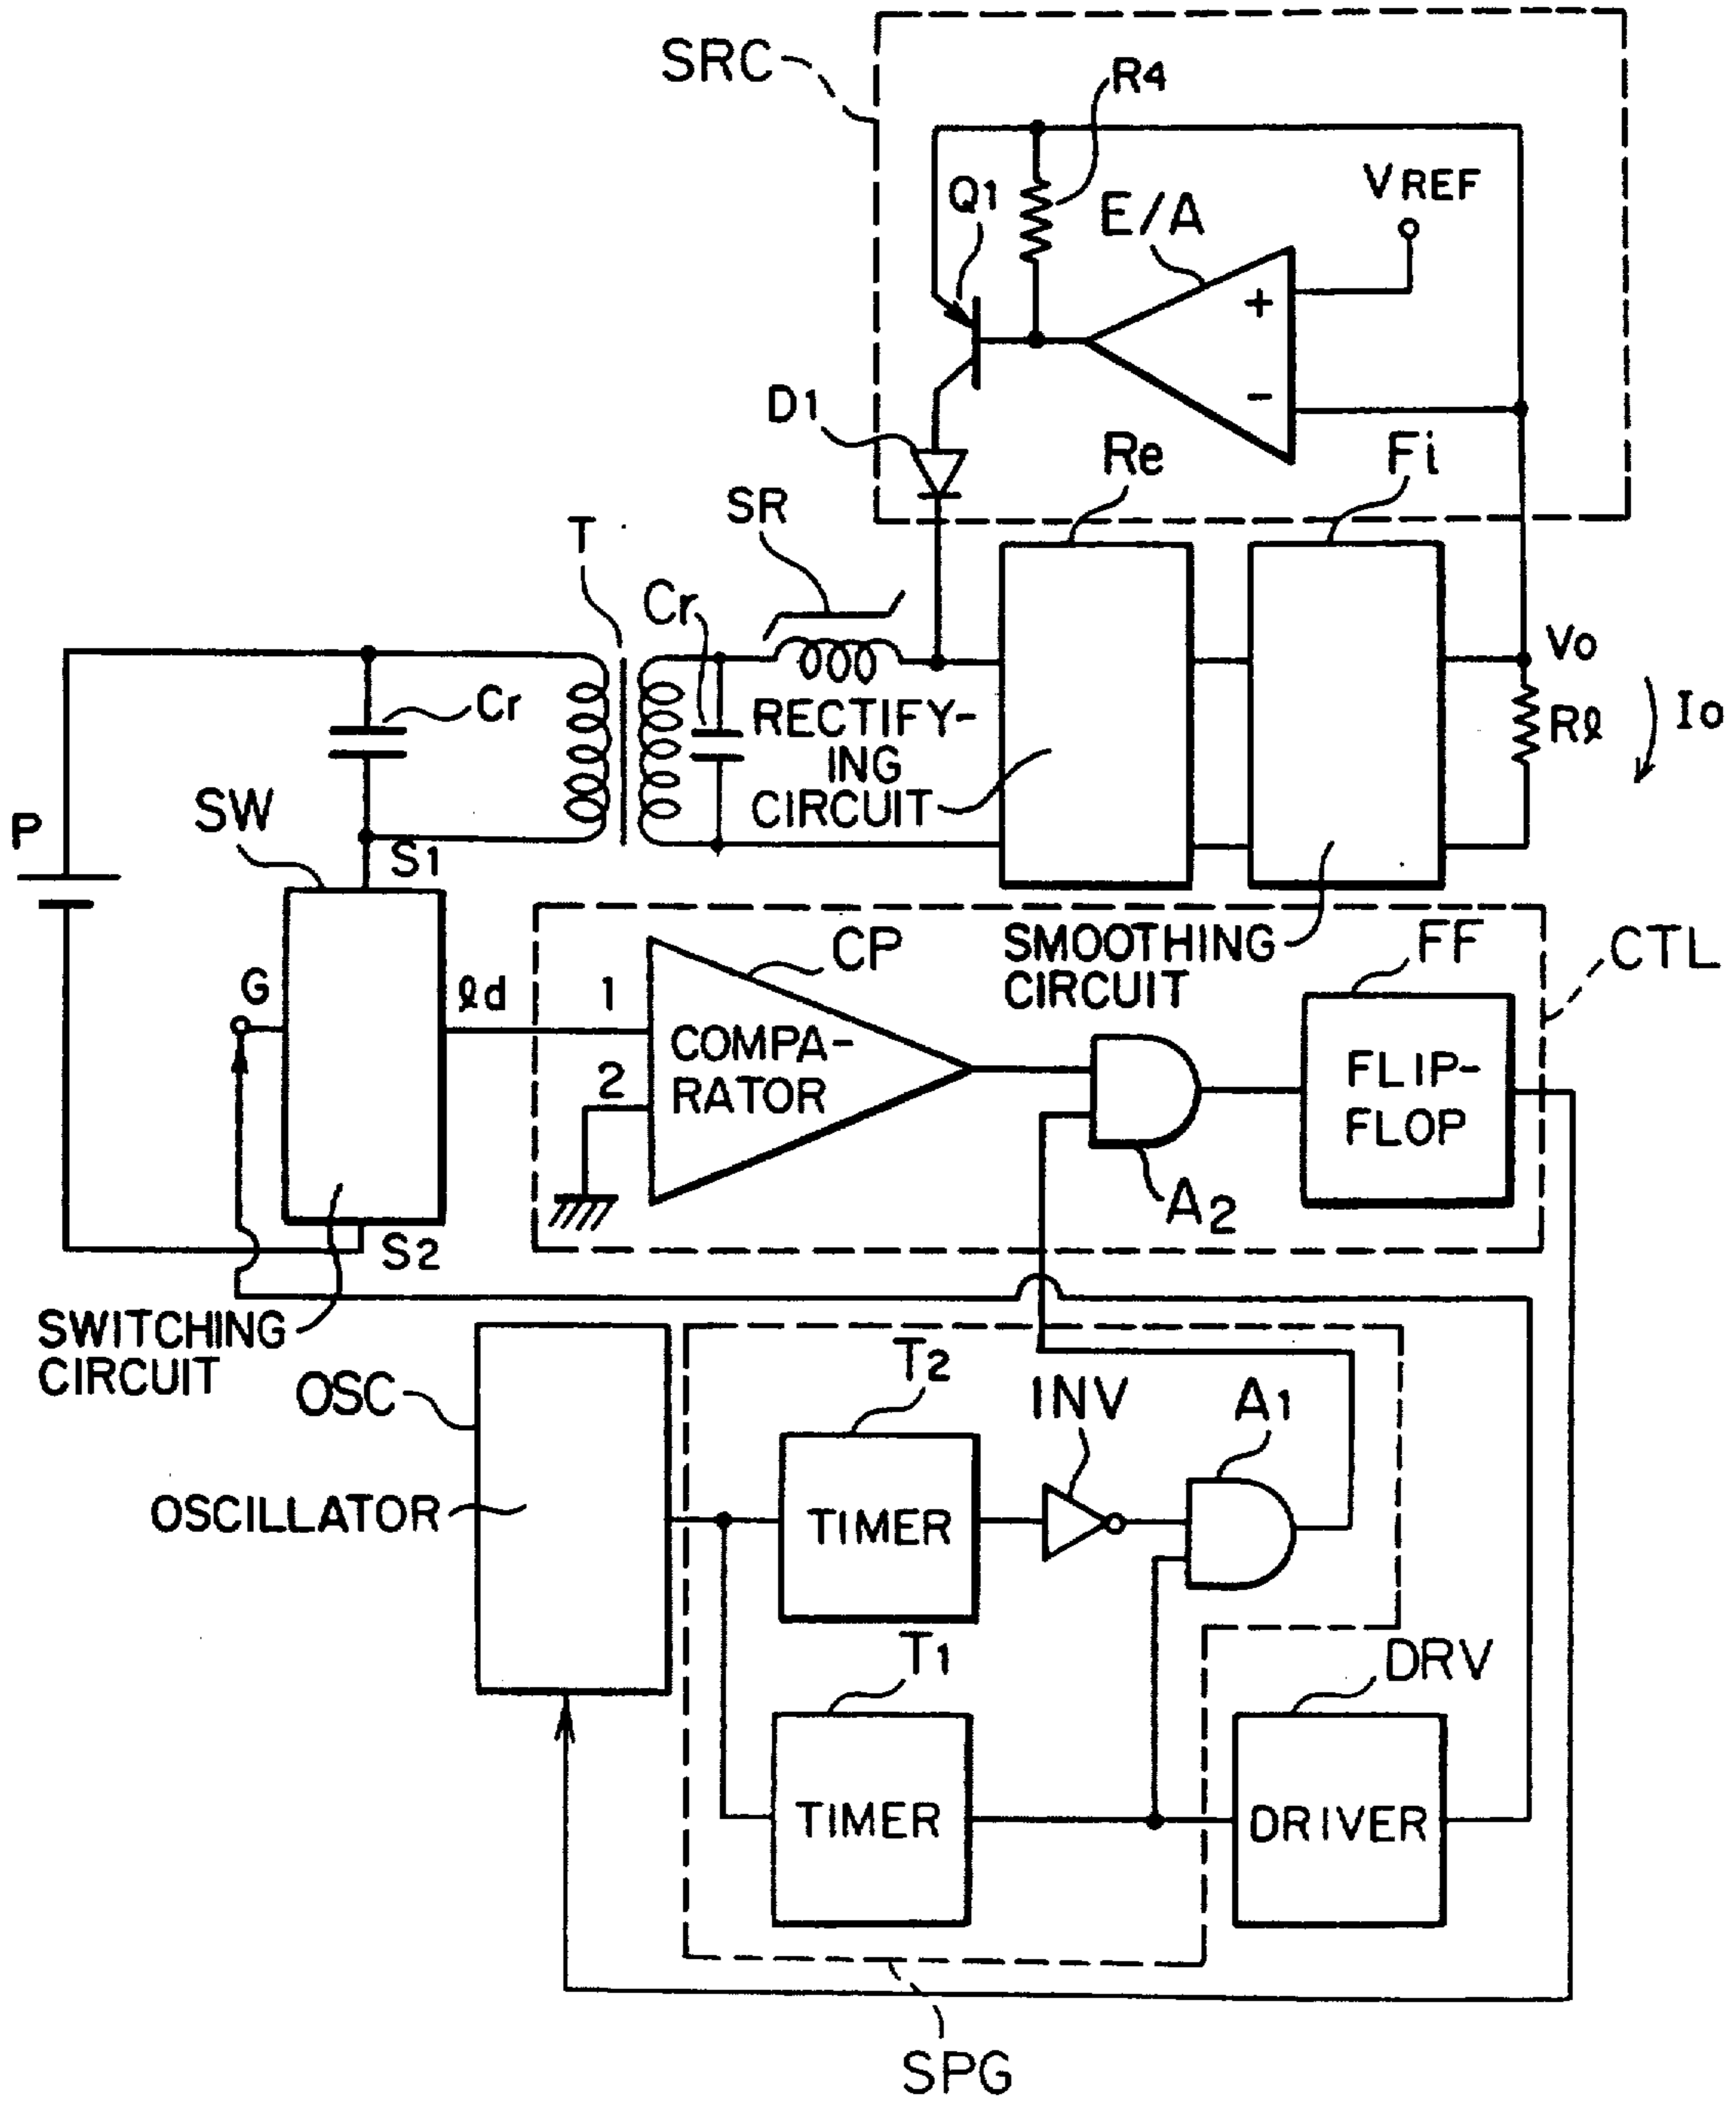 SRC
R4
Q1
E/A
VREF
+
-
D1
Re
Fi
SR
T
Cr
Cr
Vo
Rℓ
Io
RECTIFY-
ING
CIRCUIT
P
SW
S1
SMOOTHING
CIRCUIT
CP
FF
CTL
G
ℓd
1
2
COMPA-
RATOR
FLIP-
FLOP
A2
S2
SWITCHING
CIRCUIT
OSC
T2
INV
A1
OSCILLATOR
TIMER
T1
DRV
TIMER
DRIVER
SPG